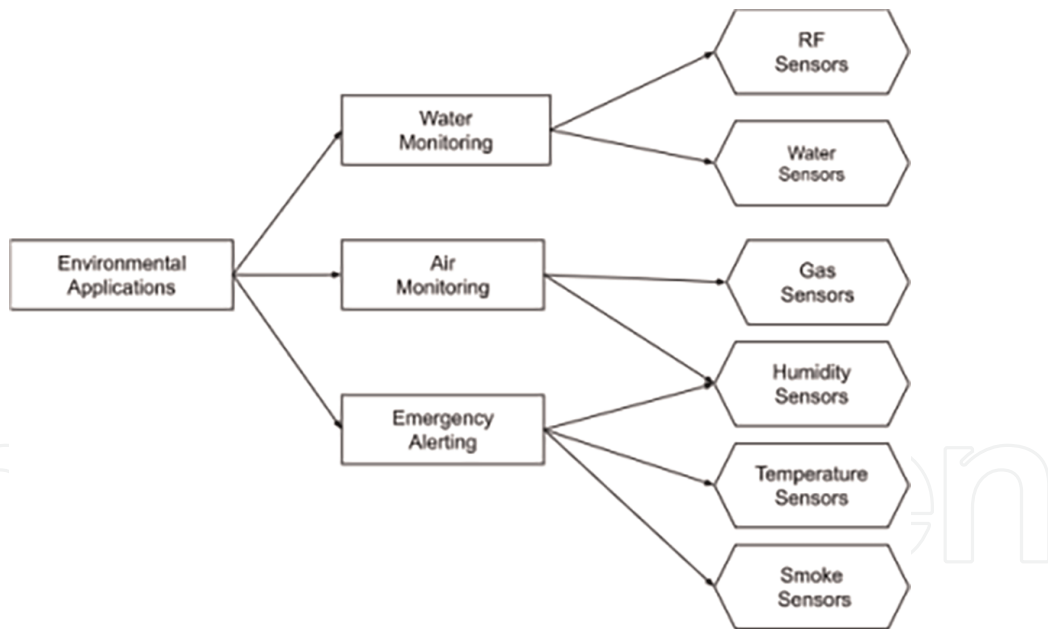 RF
Sensors
Water
Monitoring
Water
Sensors
Environmental
Applications
Air
Monitoring
Gas
Sensors
Humidity
Sensors
Emergency
Alerting
Temperature
Sensors
Smoke
Sensors